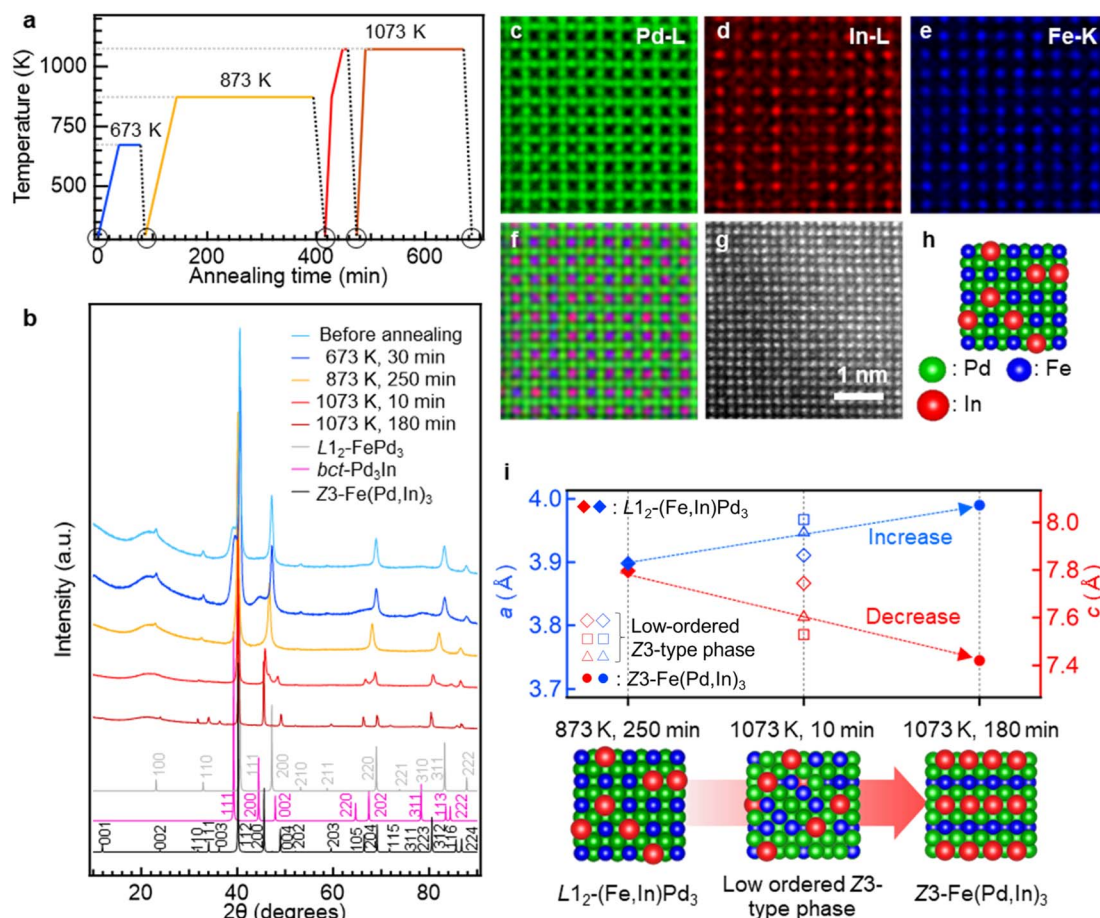 a
1073 K
873 K
673 K
1000
750
500
Temperature (K)
0
200
400
600
Annealing time (min)
b
Before annealing
673 K, 30 min
873 K, 250 min
1073 K, 10 min
1073 K, 180 min
L1₂-FePd₃
bct-Pd₃In
Z3-Fe(Pd,In)₃
Intensity (a.u.)
100
110
111
200
210
211
220
221
310
311
222
111
200
002
220
202
311
113
222
001
002
110
111
003
112
200
004
202
203
105
204
115
311
223
312
116
224
20
40
60
80
2θ (degrees)
c
Pd-L
d
In-L
e
Fe-K
f
g
1 nm
h
: Pd
: Fe
: In
i
4.0
3.9
3.8
3.7
a (Å)
8.0
7.8
7.6
7.4
c (Å)
: L1₂-(Fe,In)Pd₃
Increase
Decrease
Low-ordered
Z3-type phase
: Z3-Fe(Pd,In)₃
873 K, 250 min
1073 K, 10 min
1073 K, 180 min
L1₂-(Fe,In)Pd₃
Low ordered Z3-
type phase
Z3-Fe(Pd,In)₃